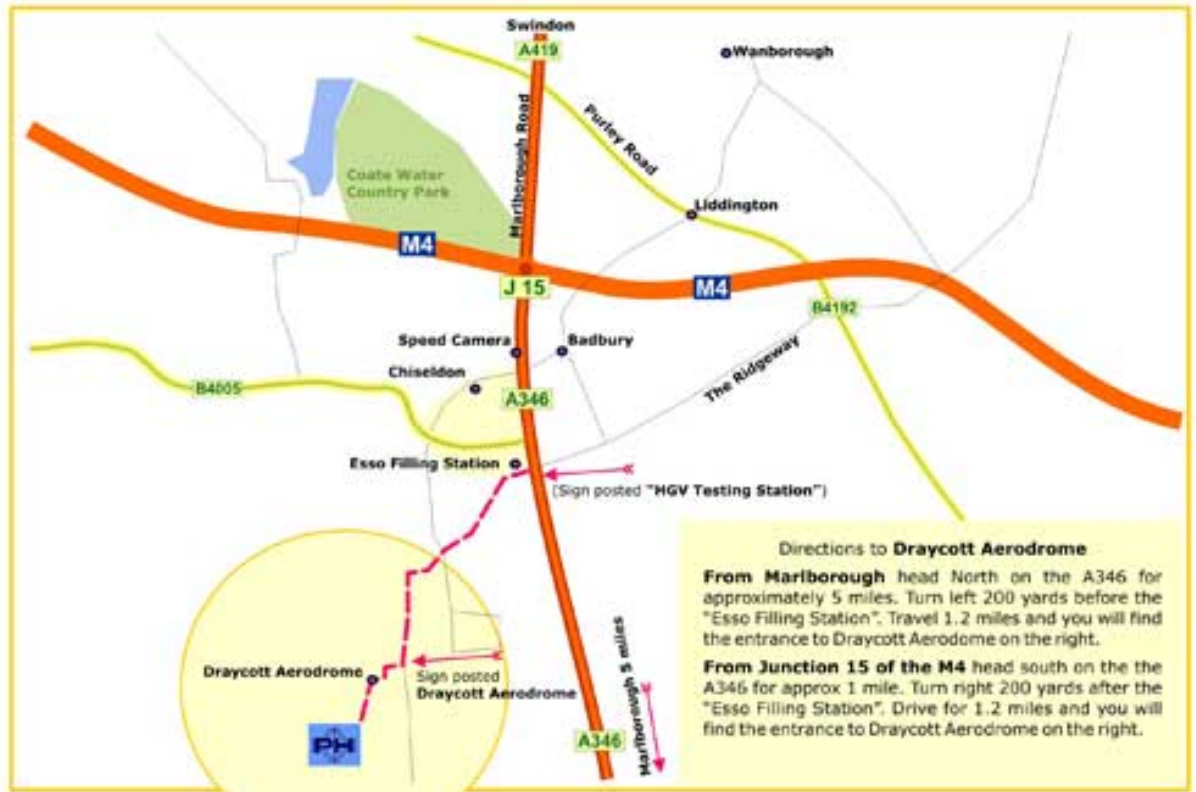 Swindon
A419
Wanborough
Marlborough Road
Purley Road
Coate Water
Country Park
Liddington
M4
M4
J 15
B4192
Speed Camera
Badbury
The Ridgeway
Chiseldon
B4005
A346
Esso Fillling Station
(Sign posted "HGV Testing Station")
Draycott Aerodrome
Sign posted
Draycott Aerodrome
PH
A346
Marlborough 5 miles
Directions to Draycott Aerodrome
From Marlborough head North on the A346 for
approximately 5 miles. Turn left 200 yards before the
"Esso Filling Station". Travel 1.2 miles and you will find
the entrance to Draycott Aerodome on the right.
From Junction 15 of the M4 head south on the the
A346 for approx 1 mile. Turn right 200 yards after the
"Esso Filling Station". Drive for 1.2 miles and you will
find the entrance to Draycott Aerodrome on the right.